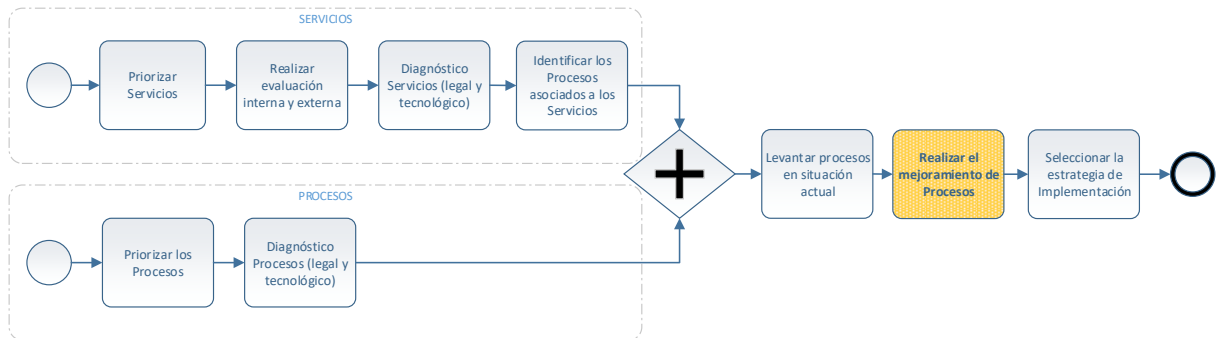 SERVICIOS
Priorizar
Servicios
Realizar
evaluación
interna y externa
Diagnóstico
Servicios (legal y
tecnológico)
Identificar los
Procesos
asociados a los
Servicios
Levantar procesos
en situación
actual
Realizar el
mejoramiento de
Procesos
Seleccionar la
estrategia de
Implementación
PROCESOS
Priorizar los
Procesos
Diagnóstico
Procesos (legal y
tecnológico)